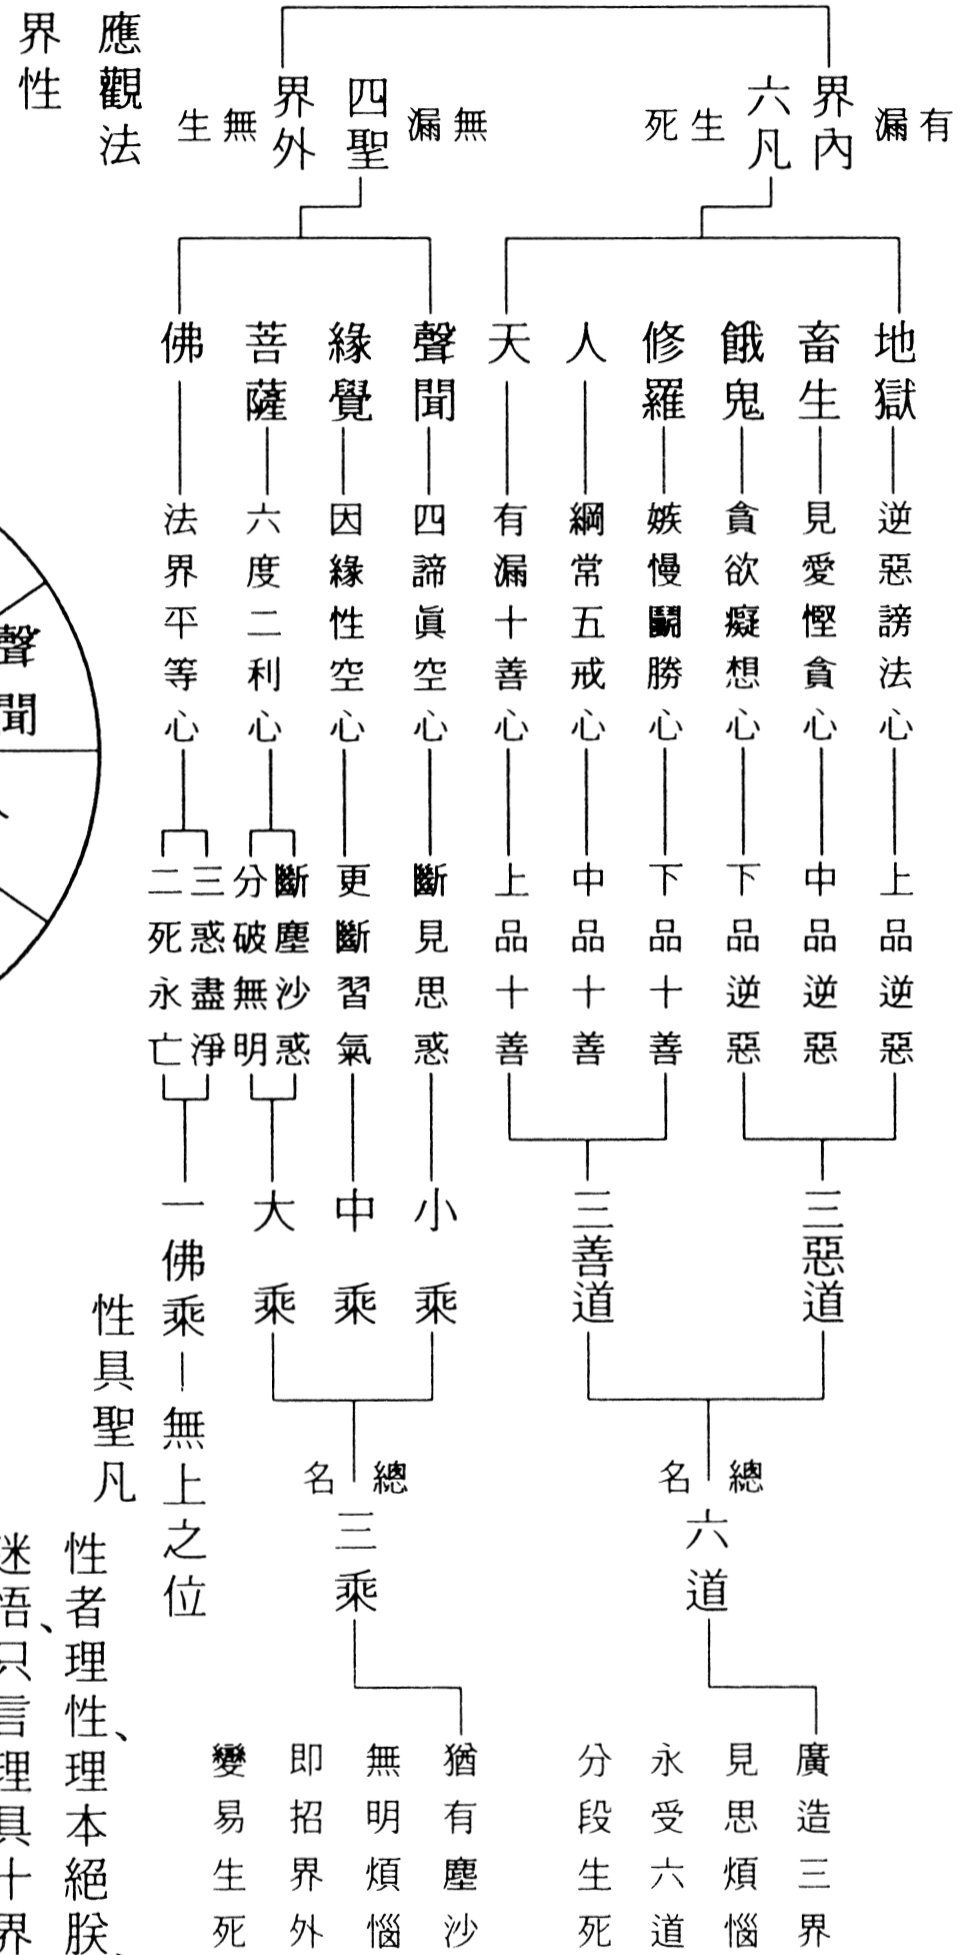 有漏
界內
六凡
生死
無漏
四聖
界外
無生
應觀法
界性
地獄
畜生
餓鬼
修羅
人
天
聲聞
緣覺
菩薩
佛
逆惡謗法心
見愛慳貪心
貪欲癡想心
嫉慢鬭勝心
綱常五戒心
有漏十善心
四諦眞空心
因緣性空心
六度二利心
法界平等心
上品逆惡
中品逆惡
下品逆惡
下品十善
中品十善
上品十善
斷見思惑
更斷習氣
斷塵沙惑
分破無明
三惑盡淨
二死永亡
三惡道
三善道
小乘
中乘
大乘
一佛乘－無上之位
總名
六道
總名
三乘
廣造三界
見思煩惱
永受六道
分段生死
猶有塵沙
無明煩惱
即招界外
變易生死
聲聞
性具聖凡
性者理性、理本絕朕、
迷悟、只言理具十界